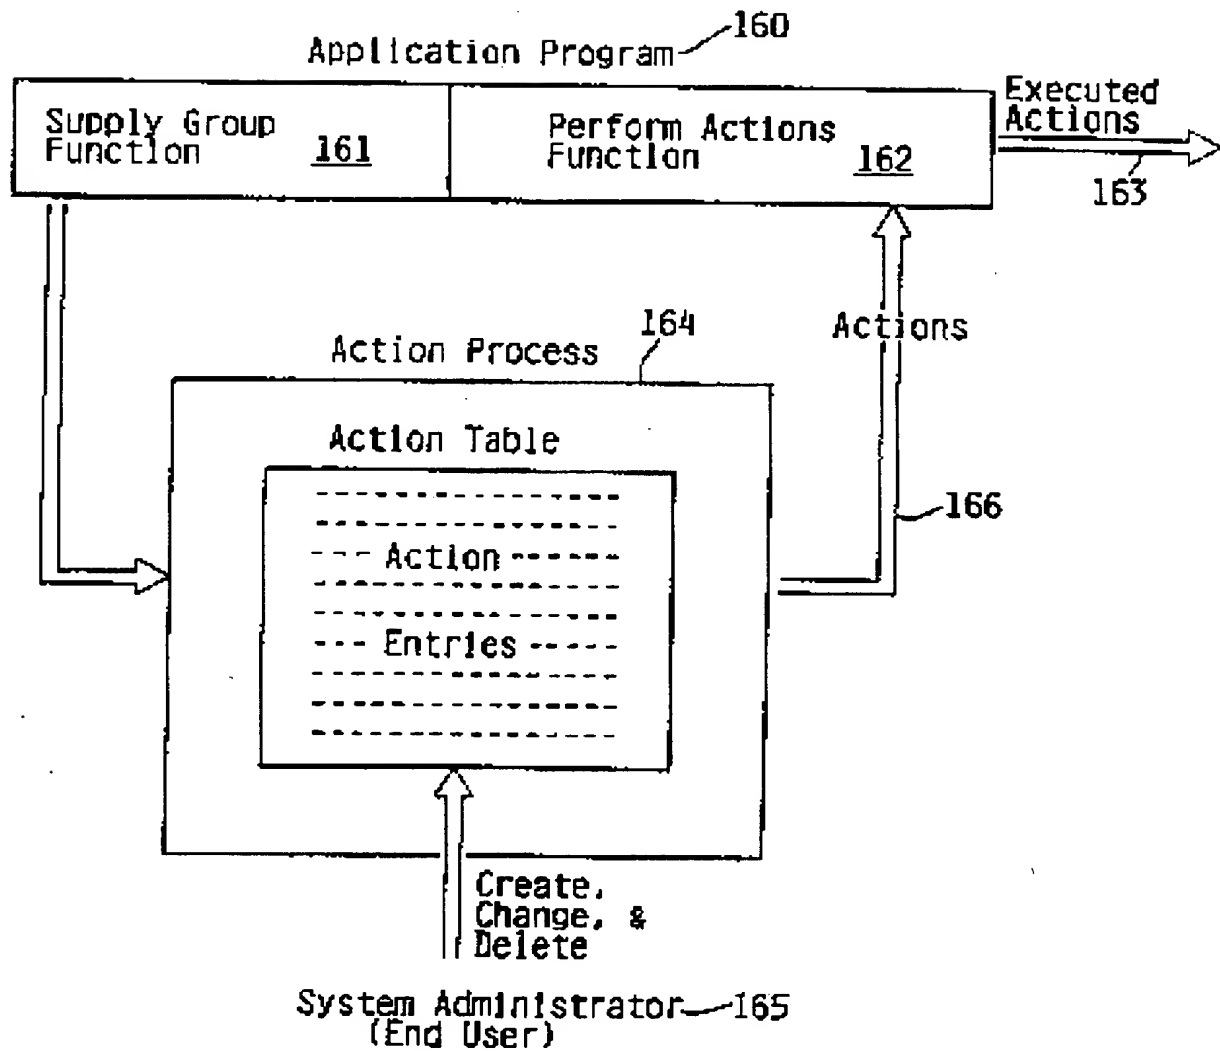 160
Application Program
Supply Group
Function 161
Perform Actions
Function 162
Executed
Actions
163
Actions
164
Action Process
Action Table
166
Action
Entries
Create,
Change, &
Delete
System Administrator 165
(End User)